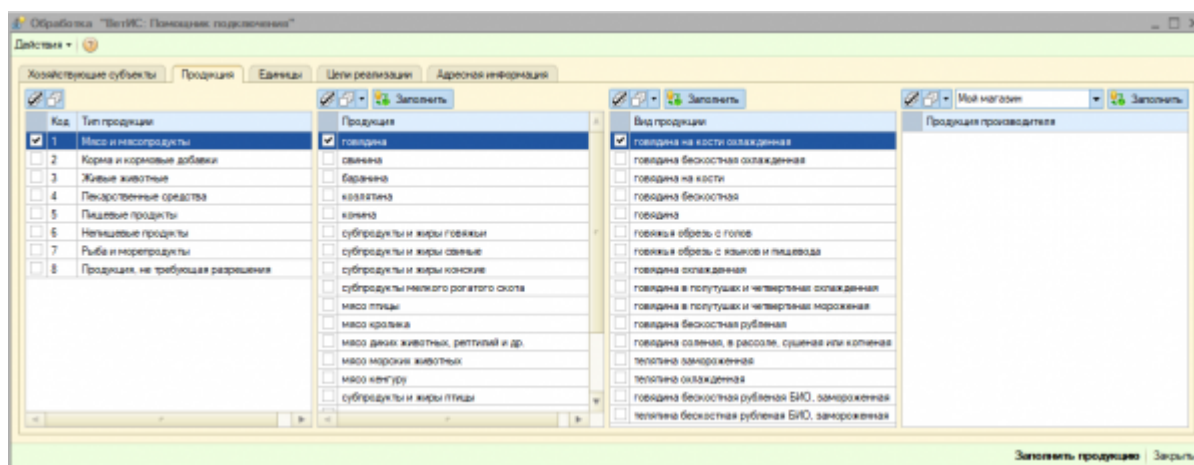 Обработка "ВетИС: Помощник подключения"
Действия
Хозяйствующие субъекты Продукция Единицы Цели реализации Адресная информация
Заполнить Заполнить Мой магазин Заполнить
Код Тип продукции Продукция Вид продукции Продукция производителя
1 Мясо и мясопродукты говядина говядина на кости охлажденная
2 Корма и кормовые добавки свинина говядина бескостная охлажденная
3 Живые животные баранина говядина на кости
4 Лекарственные средства козлятина говядина бескостная
5 Пищевые продукты конина говядина
6 Непищевые продукты субпродукты и жиры говяжьи говяжья обрезь с голов
7 Рыба и морепродукты субпродукты и жиры свиные говяжья обрезь с языков и пищевода
8 Продукция, не требующая разрешения субпродукты и жиры конские говядина охлажденная
субпродукты мелкого рогатого скота говядина в полутушах и четвертинах охлажденная
мясо птицы говядина в полутушах и четвертинах мороженая
мясо кролика говядина бескостная рубленая
мясо диких животных, рептилий и др. говядина соленая, в рассоле, сушеная или копченая
мясо морских животных телятина замороженная
мясо кенгуру телятина охлажденная
субпродукты и жиры птицы говядина бескостная рубленая БИО, замороженная
телятина бескостная рубленая БИО, замороженная
Заполнить продукцию Закрыть